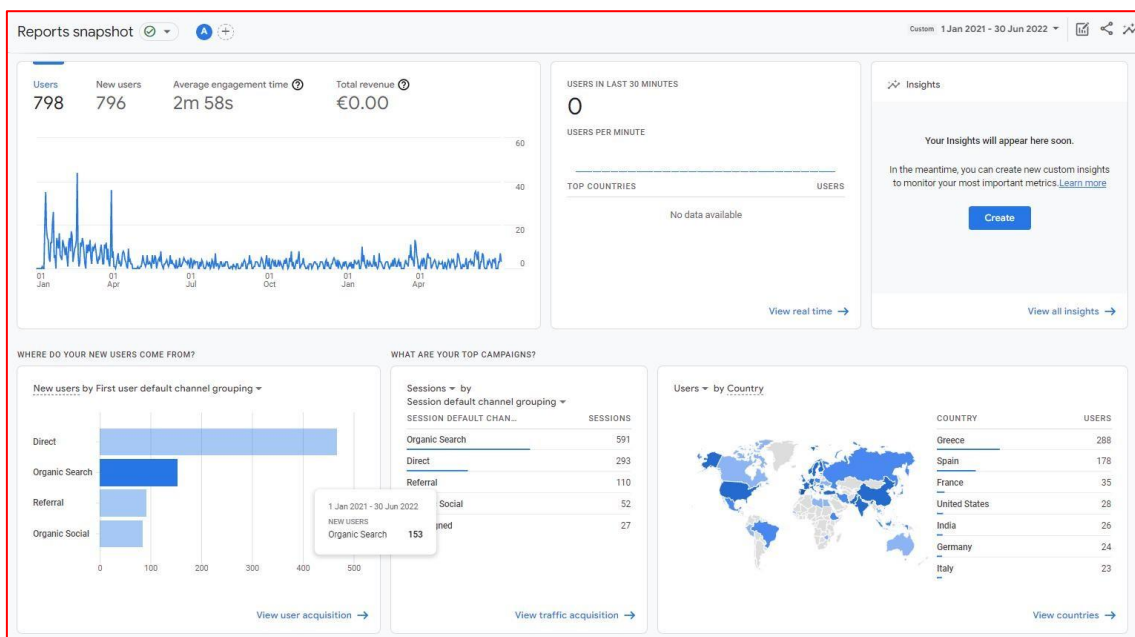 Reports snapshot
A
Custom 1 Jan 2021 - 30 Jun 2022
Users
798
New users
796
Average engagement time
2m 58s
Total revenue
€0.00
60
40
20
0
01 Jan
01 Apr
01 Jul
01 Oct
01 Jan
01 Apr
USERS IN LAST 30 MINUTES
0
USERS PER MINUTE
TOP COUNTRIES USERS
No data available
View real time →
Insights
Your Insights will appear here soon.
In the meantime, you can create new custom insights
to monitor your most important metrics. Learn more
Create
View all insights →
WHERE DO YOUR NEW USERS COME FROM?
New users by First user default channel grouping
Direct
Organic Search
Referral
Organic Social
0 100 200 300 400 500
1 Jan 2021 - 30 Jun 2022
NEW USERS
Organic Search 153
View user acquisition →
WHAT ARE YOUR TOP CAMPAIGNS?
Sessions by
Session default channel grouping
SESSION DEFAULT CHAN... SESSIONS
Organic Search 591
Direct 293
Referral 110
Social 52
27
View traffic acquisition →
Users by Country
COUNTRY USERS
Greece 288
Spain 178
France 35
United States 28
India 26
Germany 24
Italy 23
View countries →